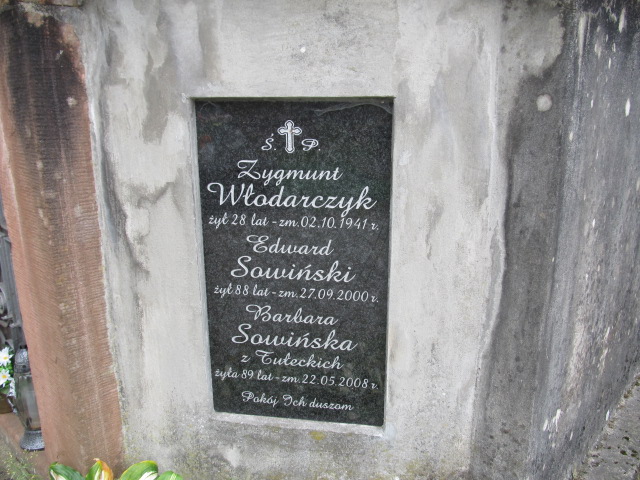 Ś. P.
Zygmunt
Włodarczyk
żył 28 lat - zm. 02.10.1941 r.
Edward
Sowiński
żył 88 lat - zm. 27.09.2000 r.
Barbara
Sowińska
z Tułeckich
żyła 89 lat - zm. 22.05.2008 r.
Pokój Ich duszom